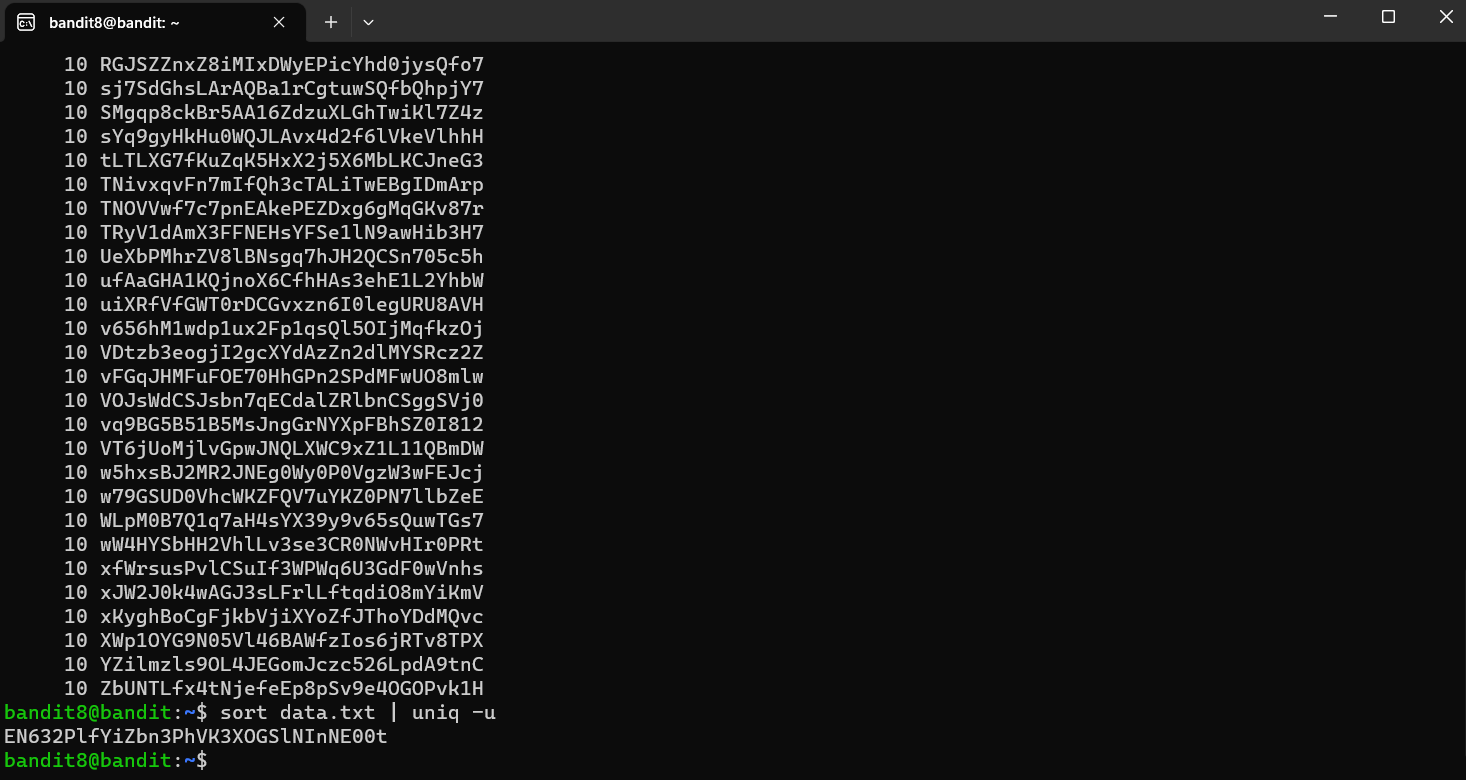 bandit8@bandit: ~
10 RGJSZZnxZ8iMIxDWyEPicYhd0jysQfo7
10 sj7SdGhsLArAQBa1rCgtuwSQfbQhpjY7
10 SMgqp8ckBr5AA16ZdzuXLGhTwiKl7Z4z
10 sYq9gyHkHu0WQJLAvx4d2f6lVkeVlhhH
10 tLTLXG7fKuZqK5HxX2j5X6MbLKCJneG3
10 TNivxqvFn7mIfQh3cTALiTwEBgIDmArp
10 TNOVVwf7c7pnEAkePEZDxg6gMqGKv87r
10 TRyV1dAmX3FFNEHsYFSe1lN9awHib3H7
10 UeXbPMhrZV8lBNsgq7hJH2QCSn705c5h
10 ufAaGHA1KQjnoX6CfhHAs3ehE1L2YhbW
10 uiXRfVfGWT0rDCGvxzn6I0legURU8AVH
10 v656hM1wdp1ux2Fp1qsQl5OIjMqfkzOj
10 VDtzb3eogjI2gcXYdAzZn2dlMYSRcz2Z
10 vFGqJHMFuFOE70HhGPn2SPdMFwUO8mlw
10 VOJsWdCSJsbn7qECdalZRlbnCSggSVj0
10 vq9BG5B51B5MsJngGrNYXpFBhSZ0I812
10 VT6jUoMjlvGpwJNQLXWC9xZ1L11QBmDW
10 w5hxsBJ2MR2JNEg0Wy0P0VgzW3wFEJcj
10 w79GSUD0VhcWKZFQV7uYKZ0PN7llbZeE
10 WLpM0B7Q1q7aH4sYX39y9v65sQuwTGs7
10 wW4HYSbHH2VhlLv3se3CR0NWvHIr0PRt
10 xfWrsusPvlCSuIf3WPWq6U3GdF0wVnhs
10 xJW2J0k4wAGJ3sLFrlLftqdiO8mYiKmV
10 xKyghBoCgFjkbVjiXYoZfJThoYDdMQvc
10 XWp1OYG9N05Vl46BAWfzIos6jRTv8TPX
10 YZilmzls9OL4JEGomJczc526LpdA9tnC
10 ZbUNTLfx4tNjefeEp8pSv9e4OGOPvk1H
bandit8@bandit:~$ sort data.txt | uniq -u
EN632PlfYiZbn3PhVK3XOGSlNInNE00t
bandit8@bandit:~$